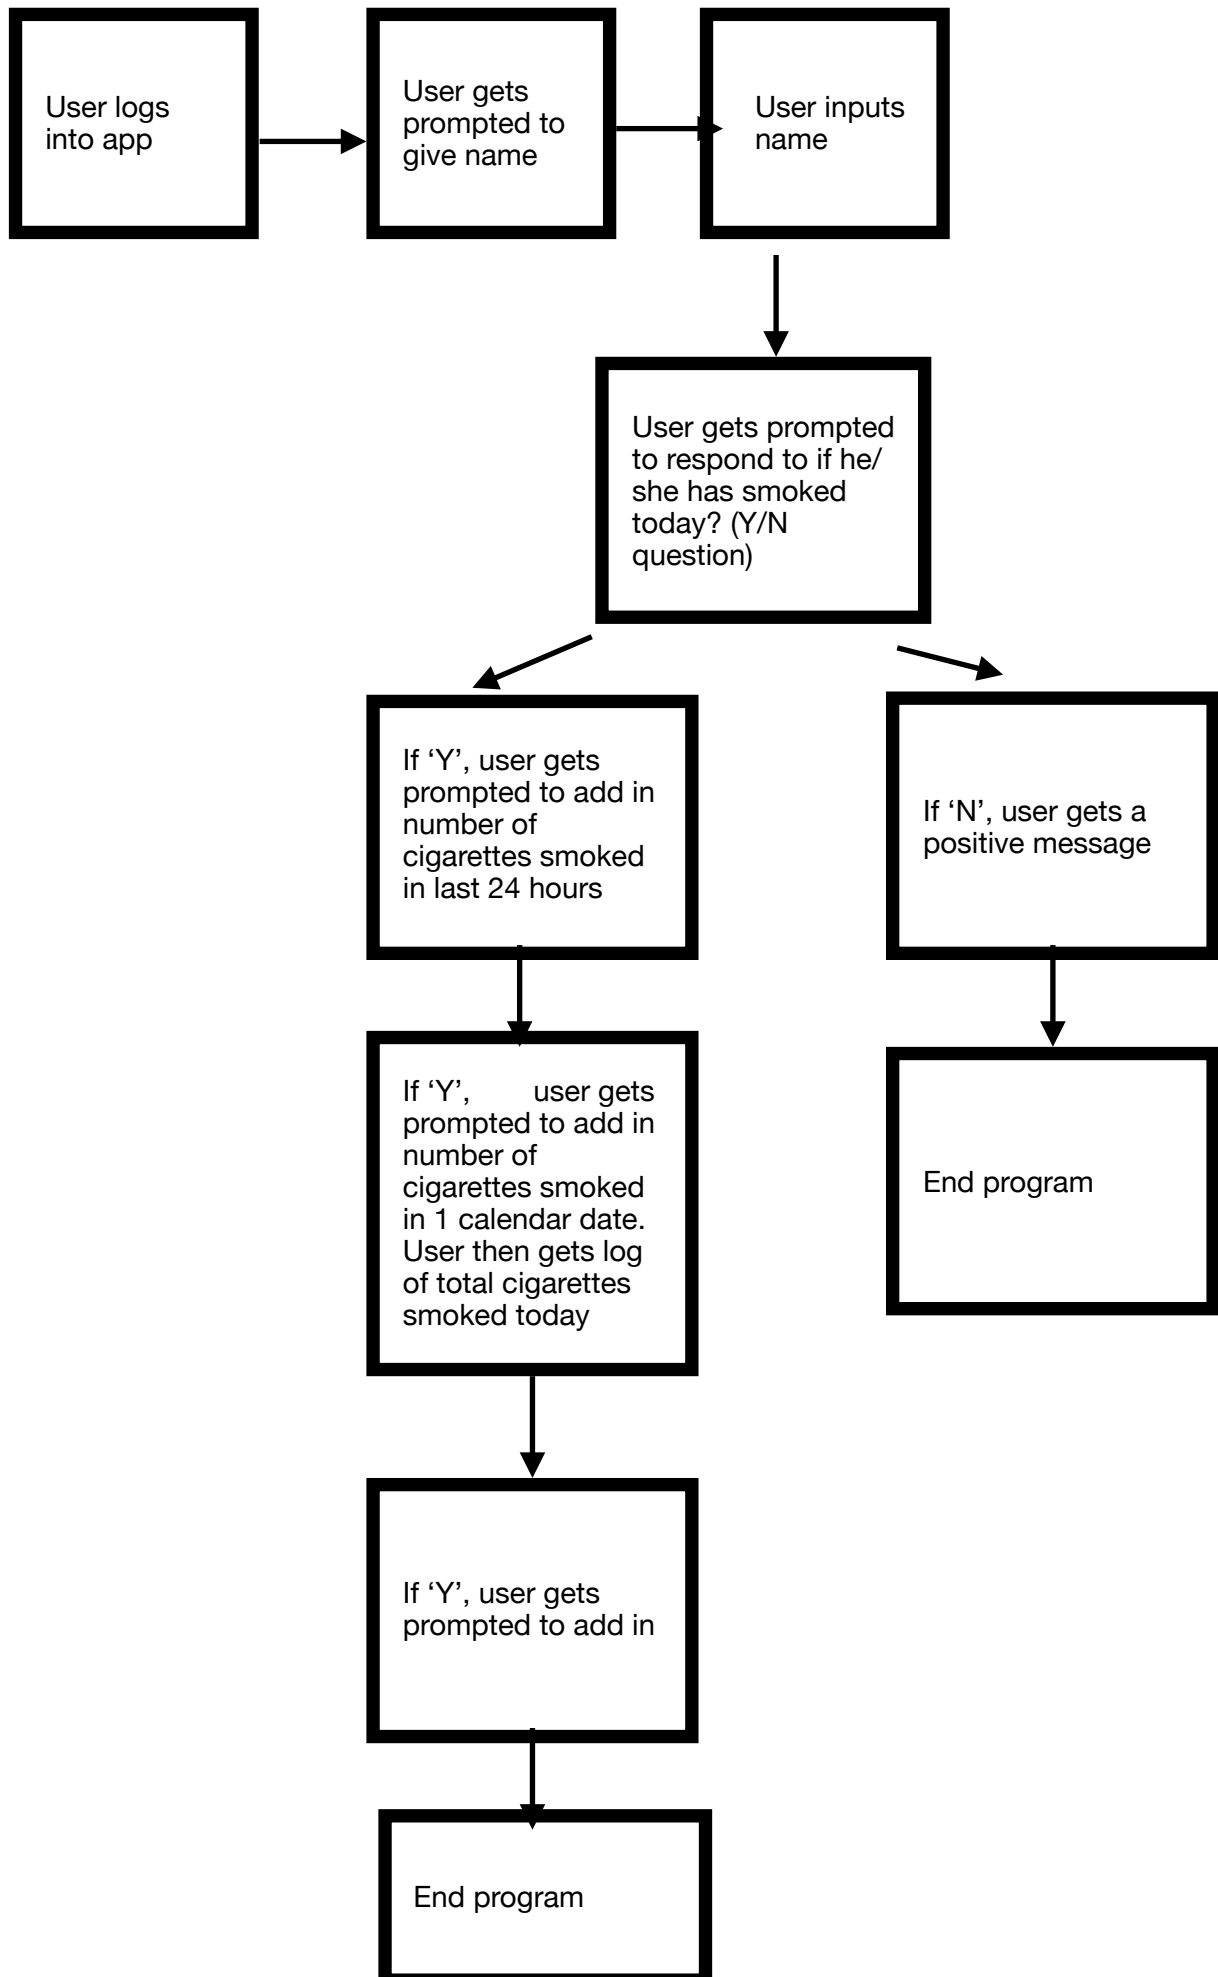 User logs
into app
User gets
prompted to
give name
User inputs
name
User gets prompted
to respond to if he/
she has smoked
today? (Y/N
question)
If ‘Y’, user gets
prompted to add in
number of
cigarettes smoked
in last 24 hours
If ‘N’, user gets a
positive message
If ‘Y’, user gets
prompted to add in
number of
cigarettes smoked
in 1 calendar date.
User then gets log
of total cigarettes
smoked today
End program
If ‘Y’, user gets
prompted to add in
End program